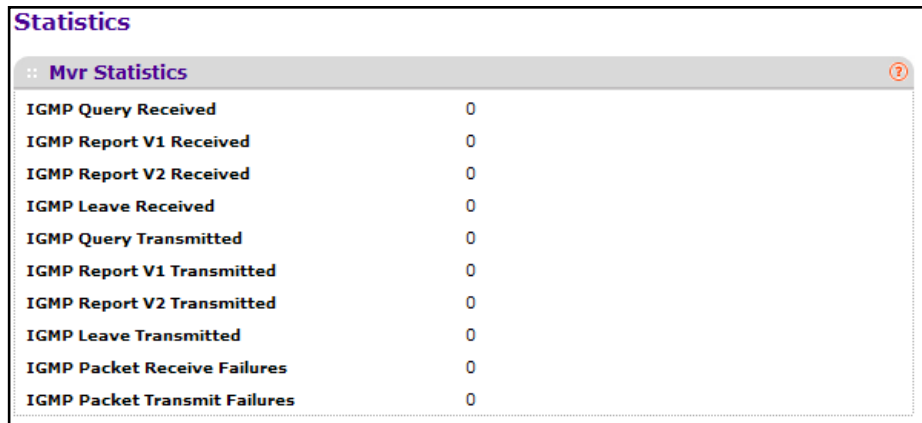 Statistics
:: Mvr Statistics ?
IGMP Query Received 0
IGMP Report V1 Received 0
IGMP Report V2 Received 0
IGMP Leave Received 0
IGMP Query Transmitted 0
IGMP Report V1 Transmitted 0
IGMP Report V2 Transmitted 0
IGMP Leave Transmitted 0
IGMP Packet Receive Failures 0
IGMP Packet Transmit Failures 0